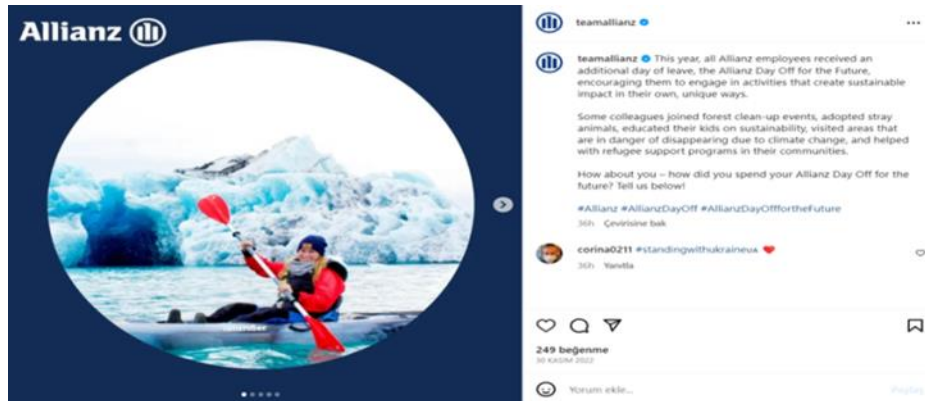 Allianz
teamallianz
teamallianz This year, all Allianz employees received an
additional day of leave, the Allianz Day Off for the Future,
encouraging them to engage in activities that create sustainable
impact in their own, unique ways.
Some colleagues joined forest clean-up events, adopted stray
animals, educated their kids on sustainability, visited areas that
are in danger of disappearing due to climate change, and helped
with refugee support programs in their communities.
How about you – how did you spend your Allianz Day Off for the
future? Tell us below!
#Allianz #AllianzDayOff #AllianzDayOfffortheFuture
36h Çevirisine bak
corina0211 #standingwithukraine🇺🇦 ❤️
36h Yanıtla
249 beğenme
30 KASIM 2022
Yorum ekle...
Paylaş